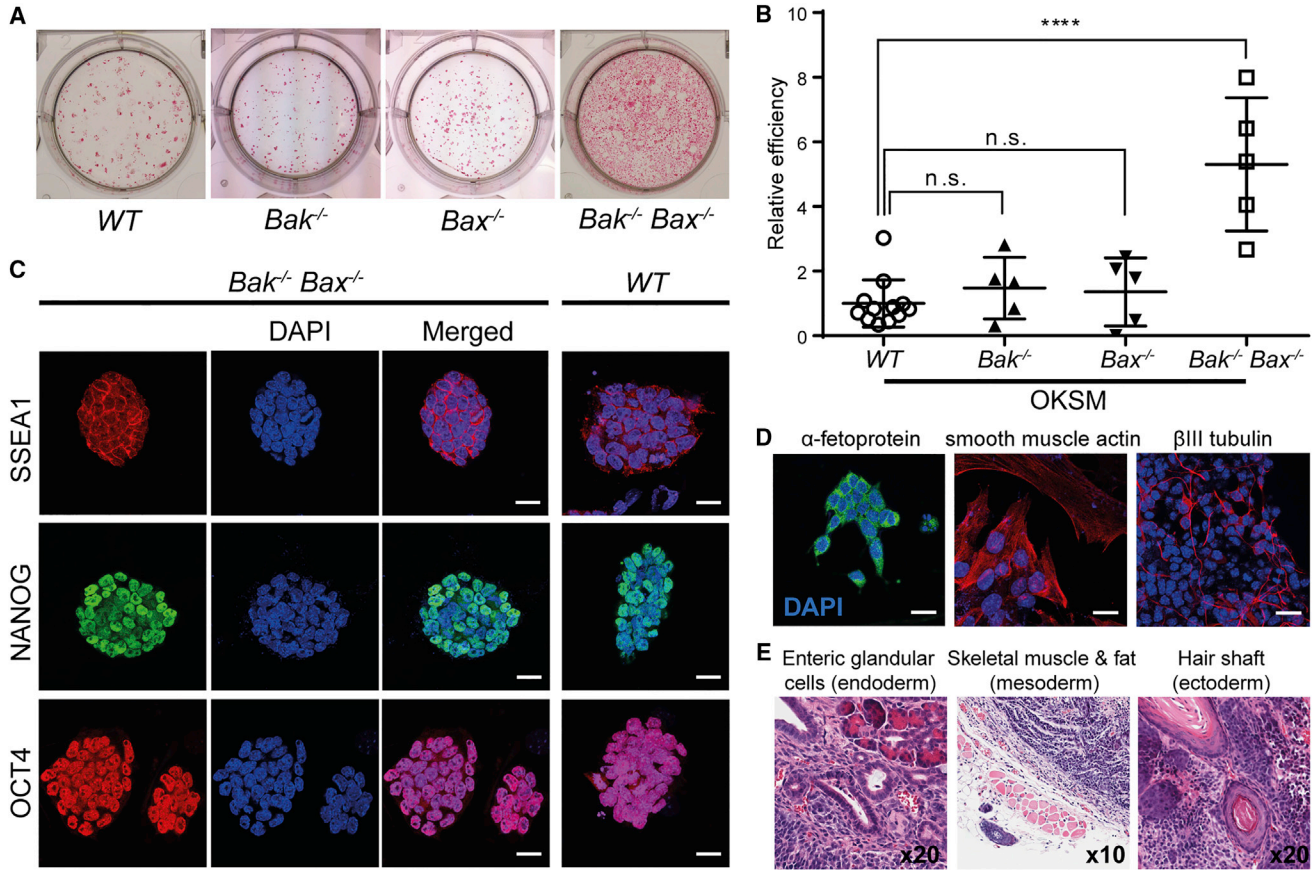 A
WT
Bak-/-
Bax-/-
Bak-/- Bax-/-
B
Relative efficiency
10
8
6
4
2
0
****
n.s.
n.s.
WT
Bak-/-
Bax-/-
Bak-/- Bax-/-
OKSM
C
Bak-/- Bax-/-
WT
DAPI
Merged
SSEA1
NANOG
OCT4
D
α-fetoprotein
smooth muscle actin
βIII tubulin
DAPI
E
Enteric glandular
cells (endoderm)
Skeletal muscle & fat
(mesoderm)
Hair shaft
(ectoderm)
x20
x10
x20